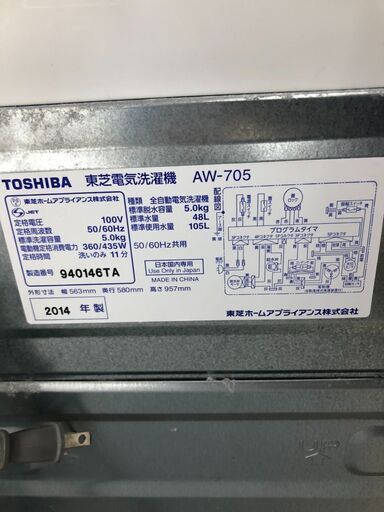 TOSHIBA 東芝電気洗濯機 AW-705
東芝ホームアプライアンス株式会社
JET
定格電圧 100V
定格周波数 50/60Hz
標準洗濯容量 5.0kg
電動機定格消費電力 360/435W
定格時間 洗いのみ 11分
製造番号 940146TA
外形寸法 幅 563mm 奥行 580mm 高さ 957mm
2014 年製
種類 全自動電気洗濯機
標準脱水容量 5.0kg
標準水量 48L
標準使用水量 105L
50/60Hz共用
日本国内専用
Use Only in Japan
MADE IN CHINA
配線図
プログラムタイマ
東芝ホームアプライアンス株式会社